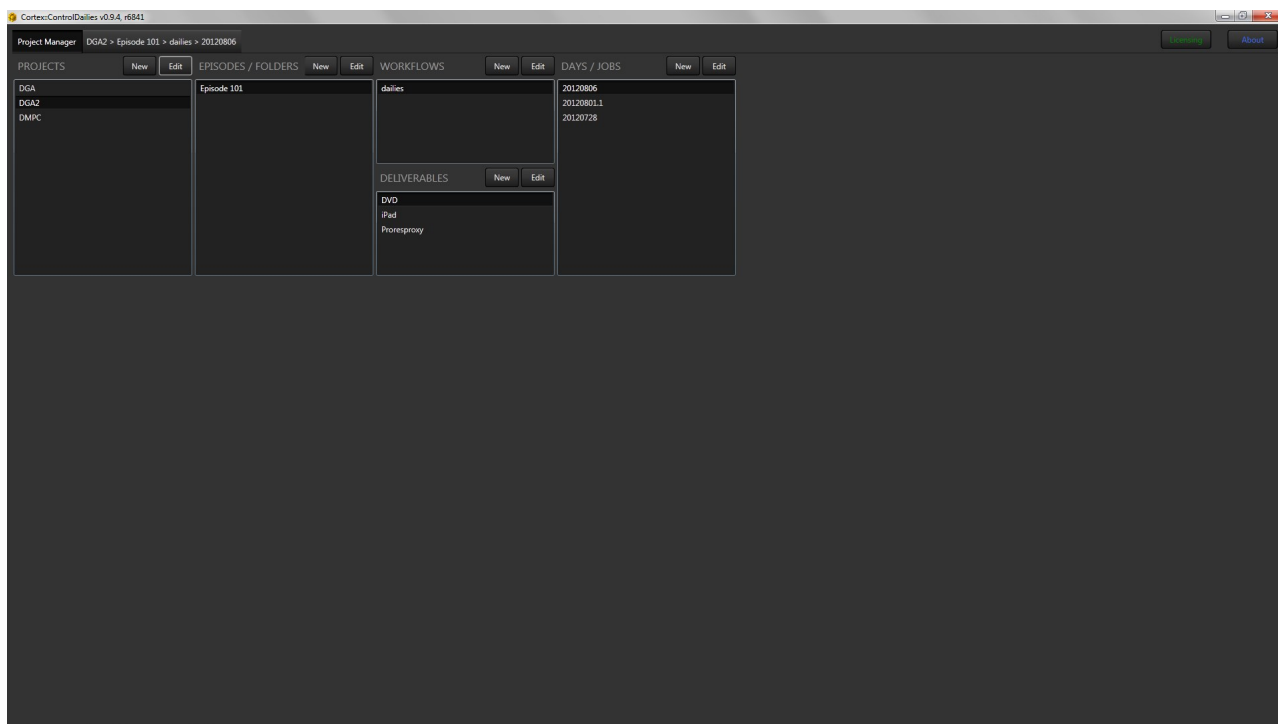 Cortex::ControlDailies v0.9.4, r6841
Project Manager DGA2 > Episode 101 > dailies > 20120806 Licensing About
PROJECTS New Edit EPISODES / FOLDERS New Edit WORKFLOWS New Edit DAYS / JOBS New Edit
DGA Episode 101 dailies 20120806
DGA2 20120801.1
DMPC 20120728
DELIVERABLES New Edit
DVD
iPad
Proresproxy